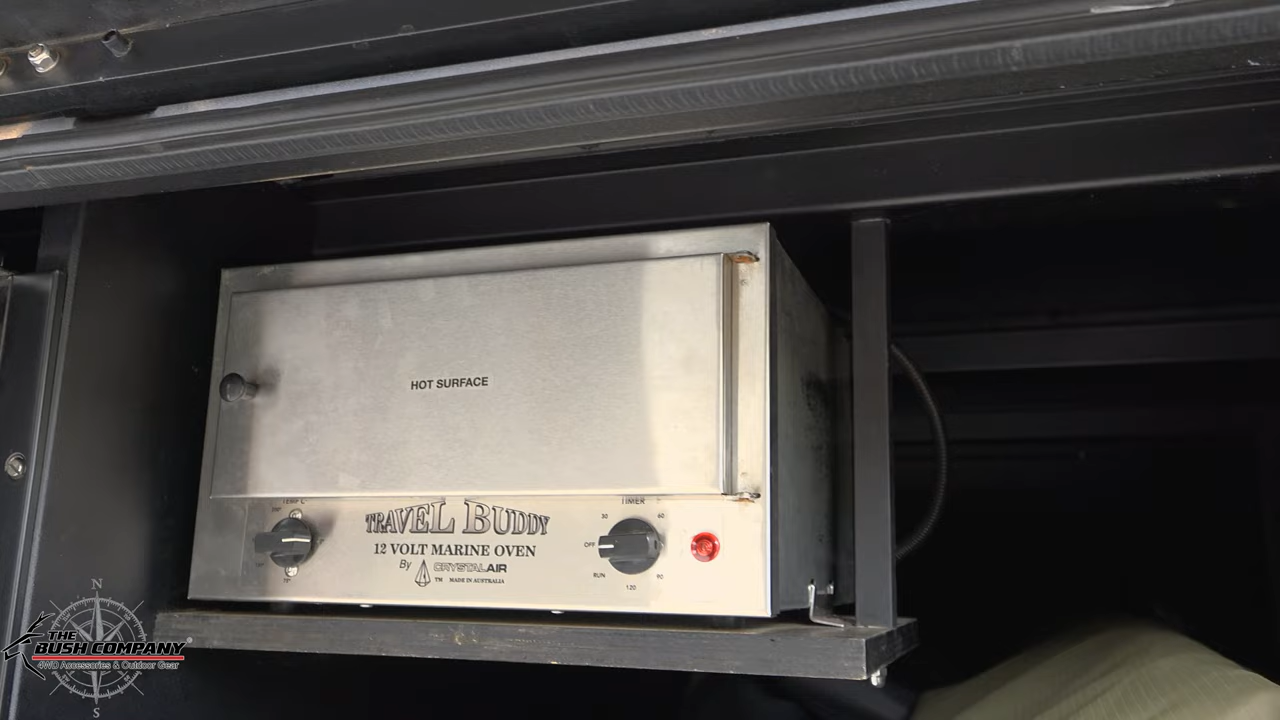 HOT SURFACE
TEMP C
TIMER
30
60
OFF
RUN
90
120
TRAVEL BUDDY
12 VOLT MARINE OVEN
By CRYSTALAIR
TM MADE IN AUSTRALIA
N
THE
BUSH COMPANY®
4WD Accessories & Outdoor Gear
S